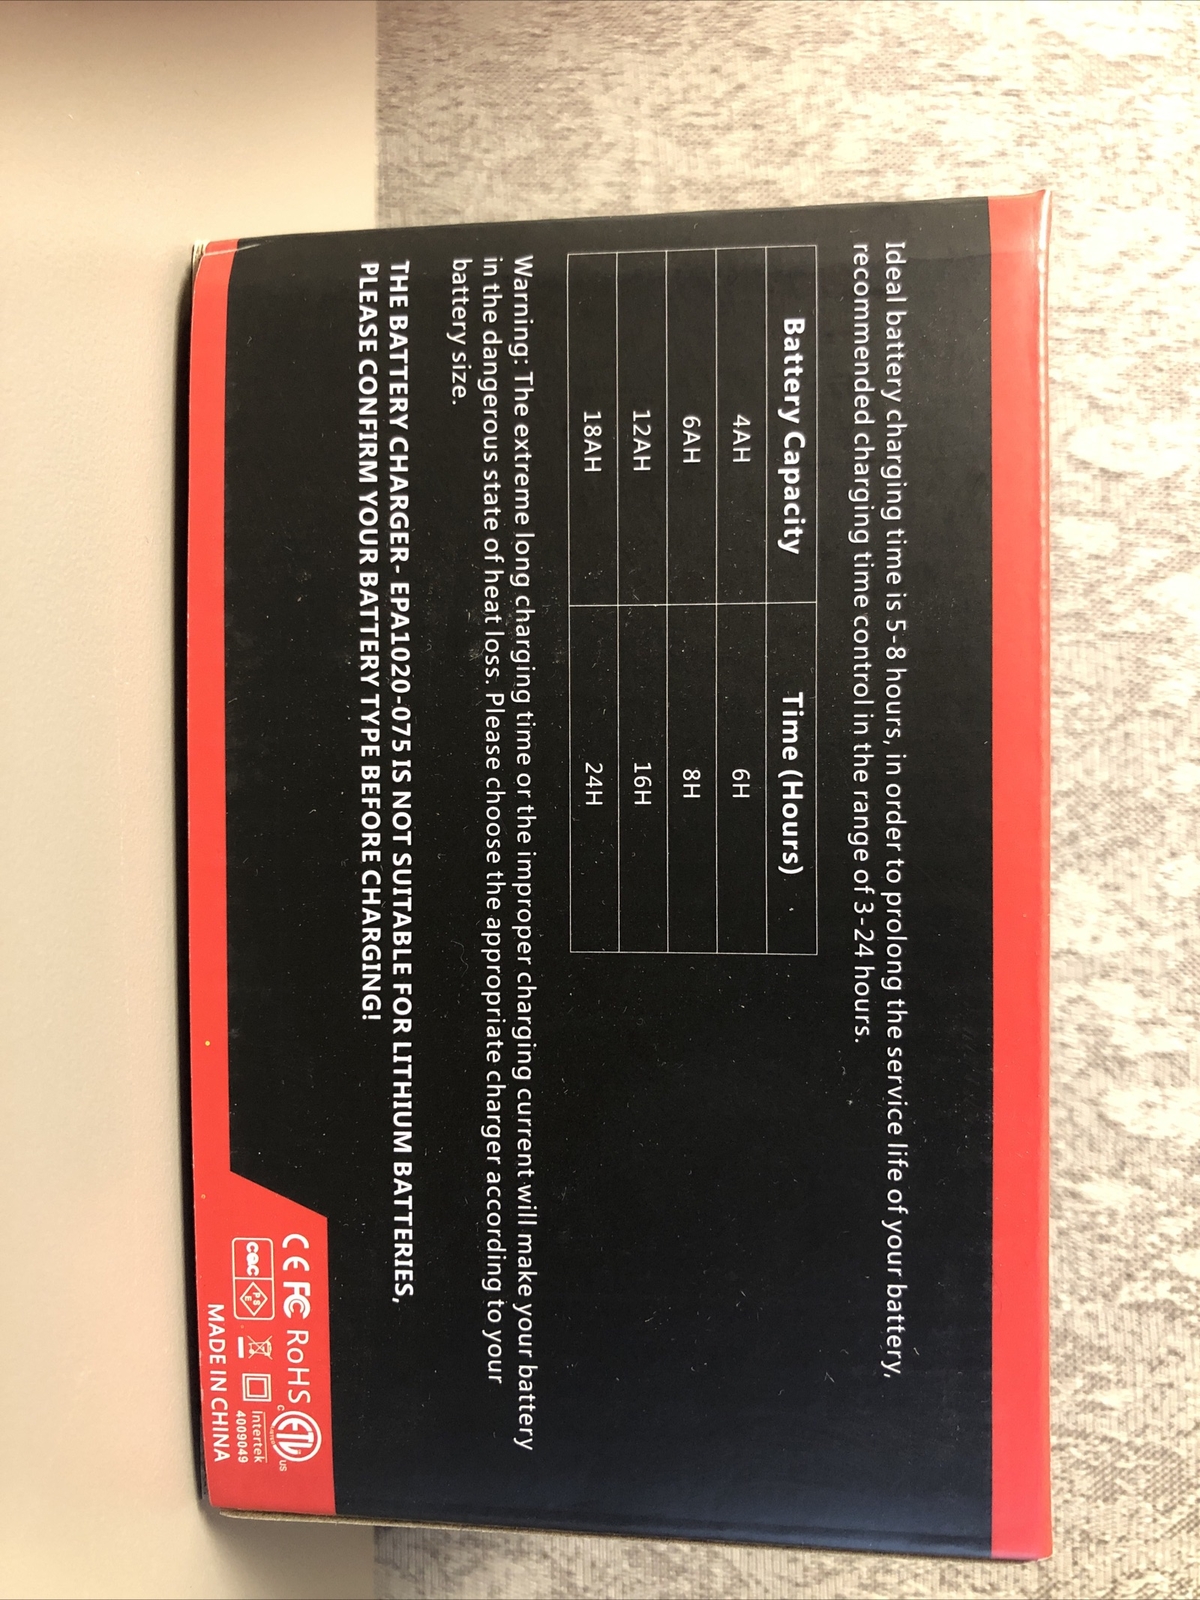 Ideal battery charging time is 5-8 hours, in order to prolong the service life of your battery,
recommended charging time control in the range of 3-24 hours.
Battery Capacity Time (Hours)
4AH 6H
6AH 8H
12AH 16H
18AH 24H
Warning: The extreme long charging time or the improper charging current will make your battery
in the dangerous state of heat loss. Please choose the appropriate charger according to your
battery size.
THE BATTERY CHARGER- EPA1020-075 IS NOT SUITABLE FOR LITHIUM BATTERIES,
PLEASE CONFIRM YOUR BATTERY TYPE BEFORE CHARGING!
CE FC RoHS c ETL us
cqc PSE Intertek
4009049
MADE IN CHINA